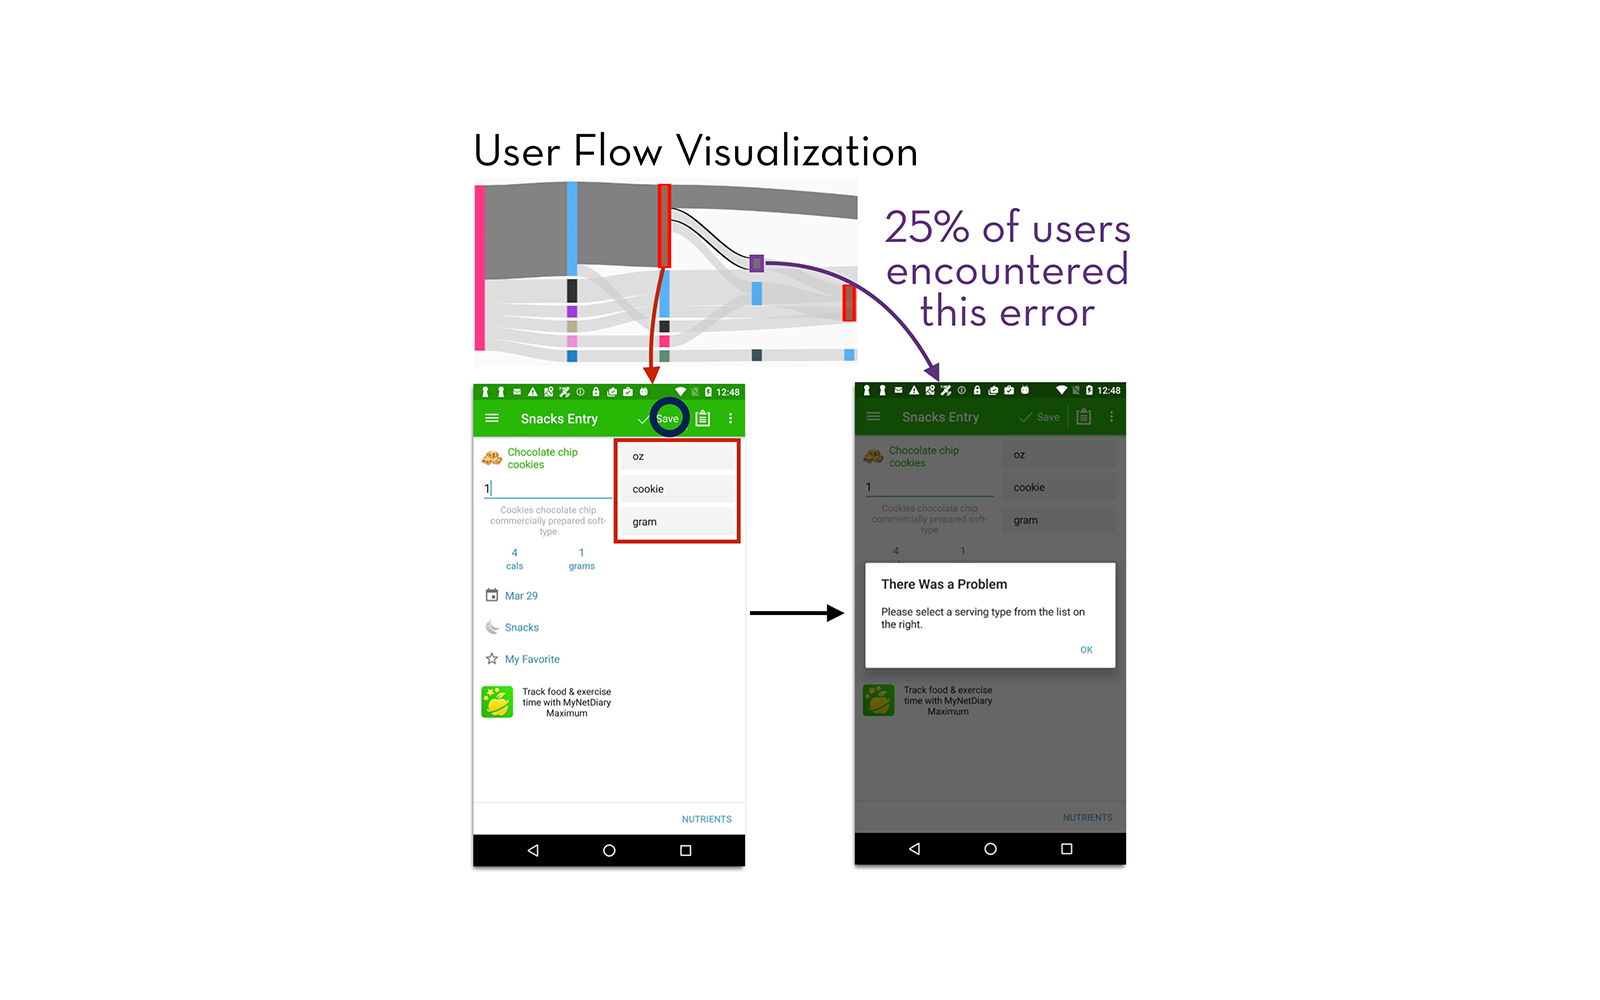 User Flow Visualization
25% of users
encountered
this error
12:48
Snacks Entry
Save
Chocolate chip
cookies
1
Cookies chocolate chip
commercially prepared soft-
type
oz
cookie
gram
4
cals
1
grams
Mar 29
Snacks
My Favorite
Track food & exercise
time with MyNetDiary
Maximum
NUTRIENTS
12:48
Snacks Entry
Save
Chocolate chip
cookies
1
Cookies chocolate chip
commercially prepared soft-
type
oz
cookie
gram
4
1
There Was a Problem
Please select a serving type from the list on
the right.
OK
Track food & exercise
time with MyNetDiary
Maximum
NUTRIENTS